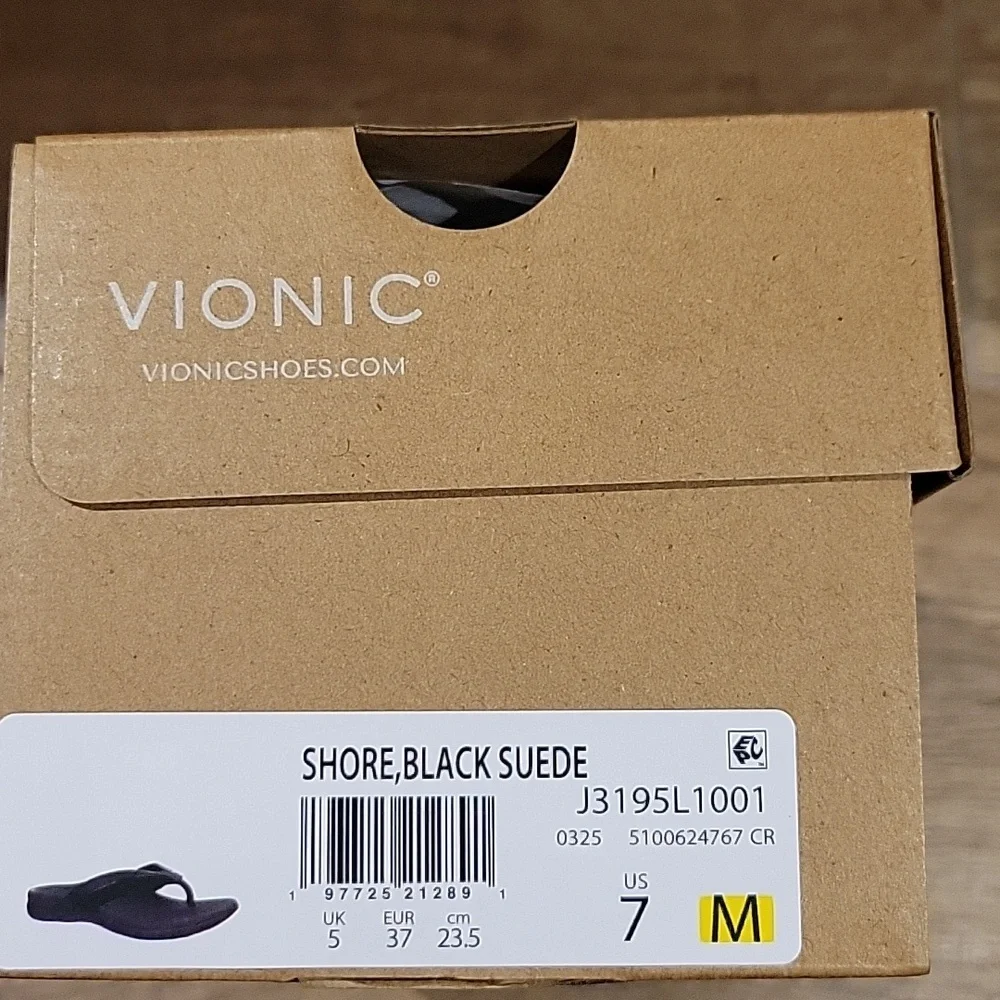 VIONIC®
VIONICSHOES.COM
SHORE,BLACK SUEDE
EPC™
J3195L1001
0325 5100624767 CR
1 97725 21289 1
UK EUR cm
5 37 23.5
US
7 M